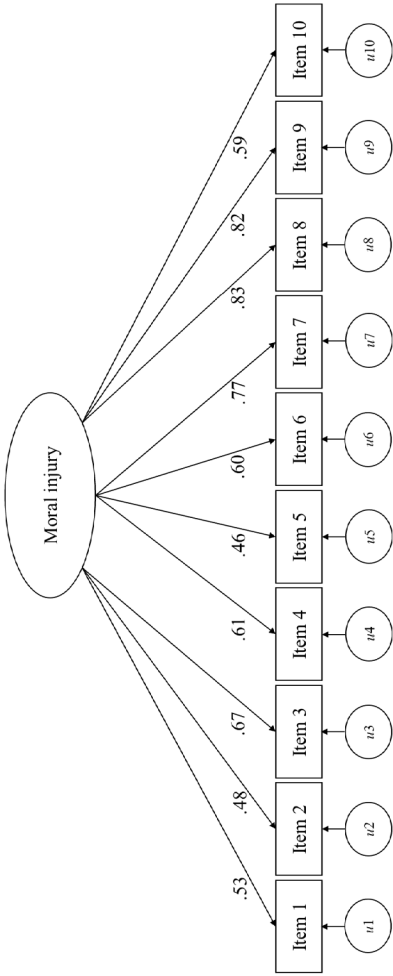 Moral injury
.53
.48
.67
.61
.46
.60
.77
.83
.82
.59
Item 1
Item 2
Item 3
Item 4
Item 5
Item 6
Item 7
Item 8
Item 9
Item 10
u1
u2
u3
u4
u5
u6
u7
u8
u9
u10